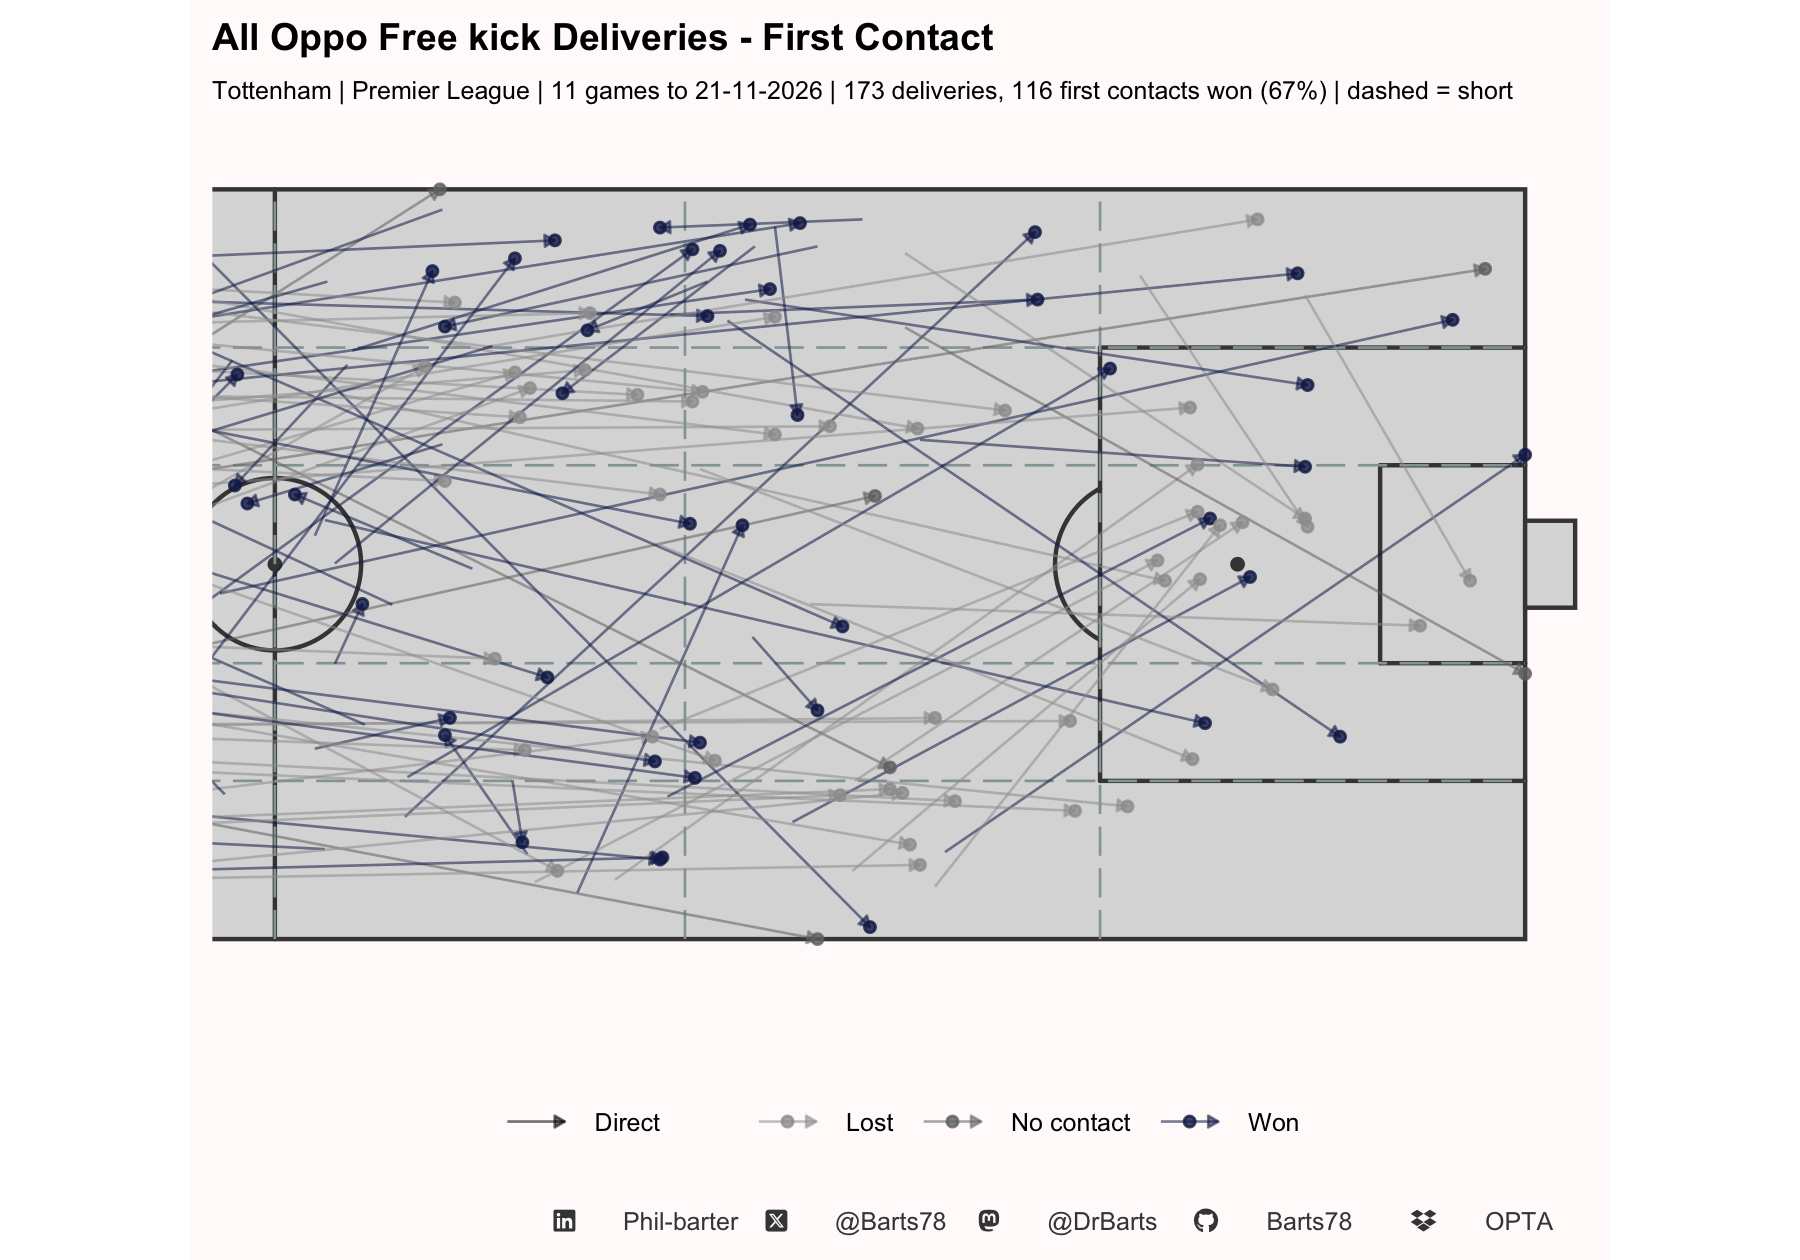 All Oppo Free kick Deliveries - First Contact
Tottenham | Premier League | 11 games to 21-11-2026 | 173 deliveries, 116 first contacts won (67%) | dashed = short
Direct Lost No contact Won
Phil-barter @Barts78 @DrBarts Barts78 OPTA